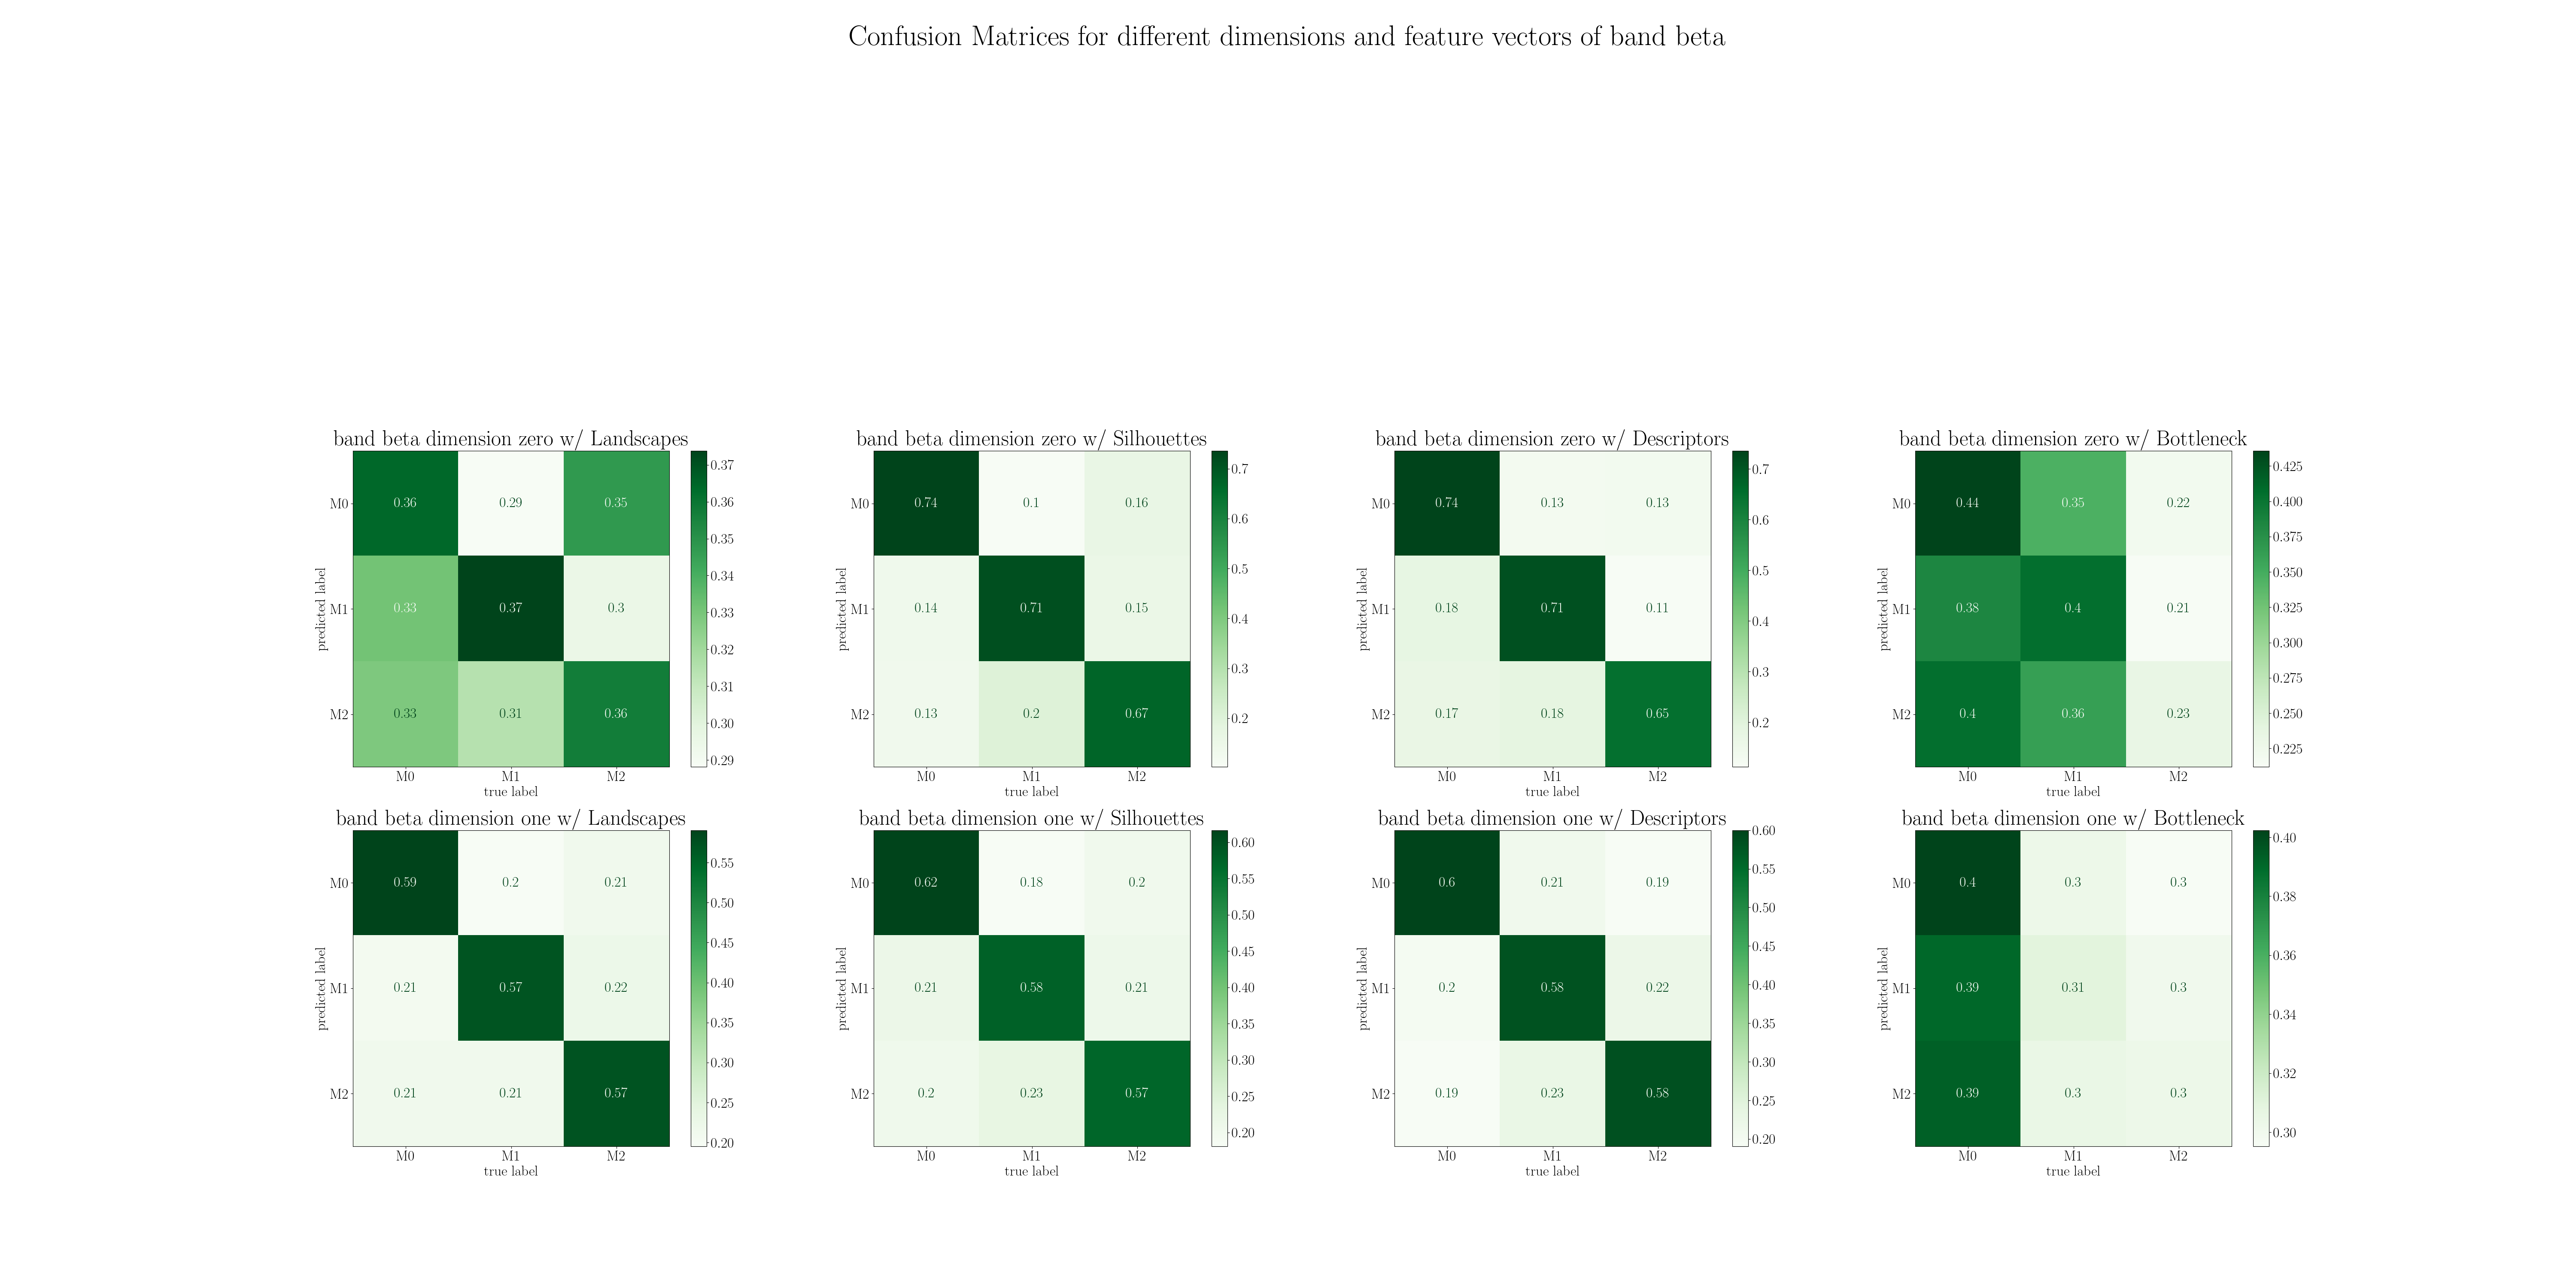 Confusion Matrices for different dimensions and feature vectors of band beta
band beta dimension zero w/ Landscapes
predicted label
M0 0.36 0.29 0.35
M1 0.33 0.37 0.3
M2 0.33 0.31 0.36
M0 M1 M2
true label
0.37
0.36
0.35
0.34
0.33
0.32
0.31
0.30
0.29
band beta dimension zero w/ Silhouettes
predicted label
M0 0.74 0.1 0.16
M1 0.14 0.71 0.15
M2 0.13 0.2 0.67
M0 M1 M2
true label
0.7
0.6
0.5
0.4
0.3
0.2
band beta dimension zero w/ Descriptors
predicted label
M0 0.74 0.13 0.13
M1 0.18 0.71 0.11
M2 0.17 0.18 0.65
M0 M1 M2
true label
0.7
0.6
0.5
0.4
0.3
0.2
band beta dimension zero w/ Bottleneck
predicted label
M0 0.44 0.35 0.22
M1 0.38 0.4 0.21
M2 0.4 0.36 0.23
M0 M1 M2
true label
0.425
0.400
0.375
0.350
0.325
0.300
0.275
0.250
0.225
band beta dimension one w/ Landscapes
predicted label
M0 0.59 0.2 0.21
M1 0.21 0.57 0.22
M2 0.21 0.21 0.57
M0 M1 M2
true label
0.55
0.50
0.45
0.40
0.35
0.30
0.25
0.20
band beta dimension one w/ Silhouettes
predicted label
M0 0.62 0.18 0.2
M1 0.21 0.58 0.21
M2 0.2 0.23 0.57
M0 M1 M2
true label
0.60
0.55
0.50
0.45
0.40
0.35
0.30
0.25
0.20
band beta dimension one w/ Descriptors
predicted label
M0 0.6 0.21 0.19
M1 0.2 0.58 0.22
M2 0.19 0.23 0.58
M0 M1 M2
true label
0.60
0.55
0.50
0.45
0.40
0.35
0.30
0.25
0.20
band beta dimension one w/ Bottleneck
predicted label
M0 0.4 0.3 0.3
M1 0.39 0.31 0.3
M2 0.39 0.3 0.3
M0 M1 M2
true label
0.40
0.38
0.36
0.34
0.32
0.30